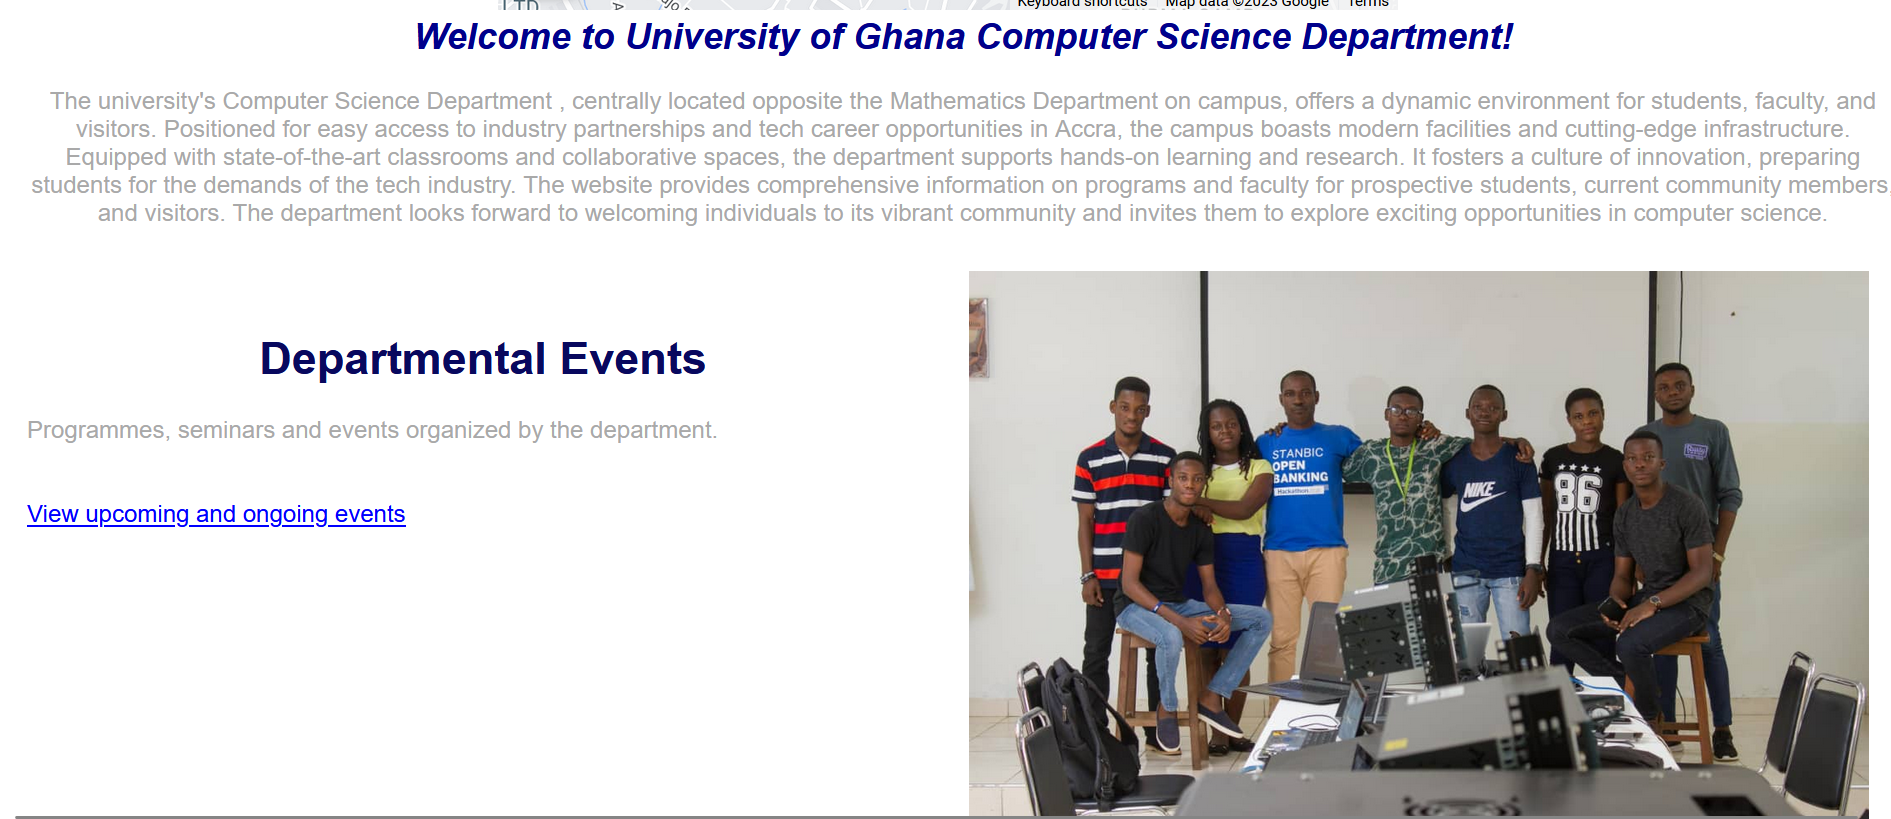 LTD
Keyboard shortcuts Map data ©2023 Google Terms
Welcome to University of Ghana Computer Science Department!
The university's Computer Science Department , centrally located opposite the Mathematics Department on campus, offers a dynamic environment for students, faculty, and
visitors. Positioned for easy access to industry partnerships and tech career opportunities in Accra, the campus boasts modern facilities and cutting-edge infrastructure.
Equipped with state-of-the-art classrooms and collaborative spaces, the department supports hands-on learning and research. It fosters a culture of innovation, preparing
students for the demands of the tech industry. The website provides comprehensive information on programs and faculty for prospective students, current community members,
and visitors. The department looks forward to welcoming individuals to its vibrant community and invites them to explore exciting opportunities in computer science.
Departmental Events
Programmes, seminars and events organized by the department.
View upcoming and ongoing events
STANBIC
OPEN
BANKING
Hackathon
NIKE
86